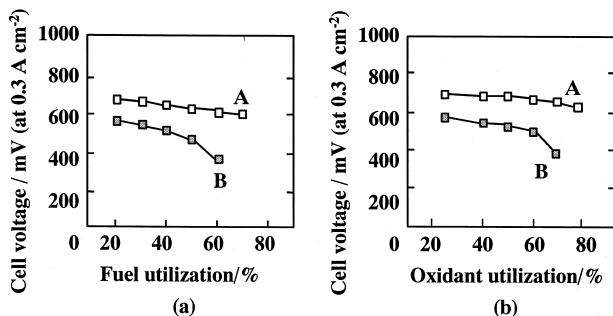 Cell voltage / mV (at 0.3 A cm-2)
1000
800
600
400
200
0
20
40
60
80
A
B
Fuel utilization/%
(a)
Cell voltage / mV (at 0.3 A cm-2)
1000
800
600
400
200
0
20
40
60
80
A
B
Oxidant utilization/%
(b)